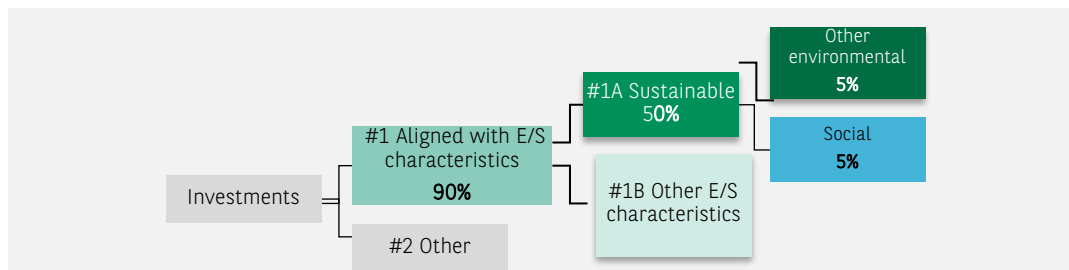 Other
environmental
5%
#1A Sustainable
50%
#1 Aligned with E/S
characteristics
90%
Social
5%
Investments
#1B Other E/S
characteristics
#2 Other